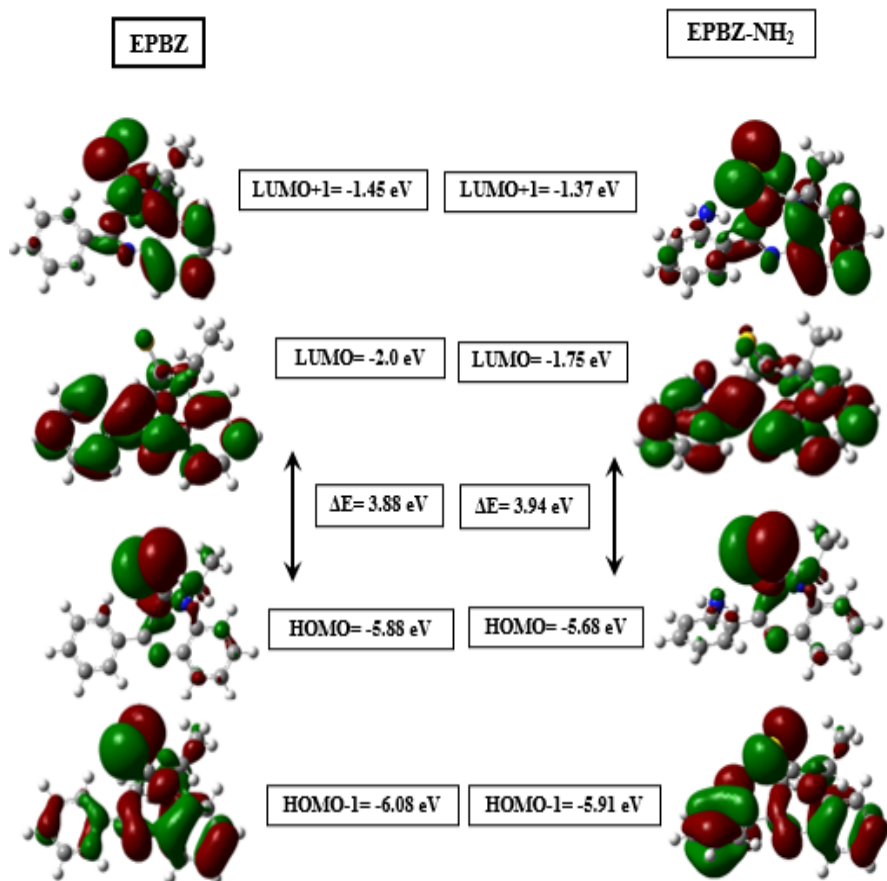 EPBZ
EPBZ-NH₂
LUMO+1= -1.45 eV
LUMO+1= -1.37 eV
LUMO= -2.0 eV
LUMO= -1.75 eV
ΔE= 3.88 eV
ΔE= 3.94 eV
HOMO= -5.88 eV
HOMO= -5.68 eV
HOMO-1= -6.08 eV
HOMO-1= -5.91 eV